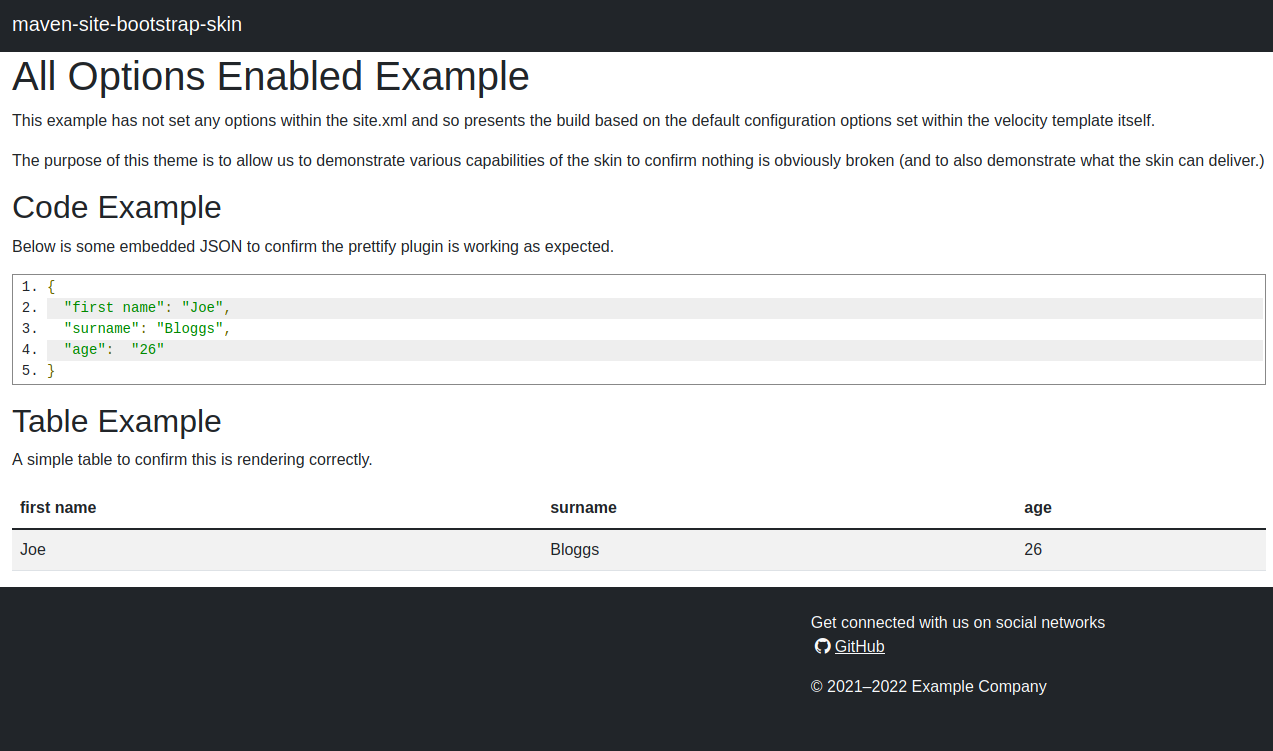 maven-site-bootstrap-skin
All Options Enabled Example
This example has not set any options within the site.xml and so presents the build based on the default configuration options set within the velocity template itself.
The purpose of this theme is to allow us to demonstrate various capabilities of the skin to confirm nothing is obviously broken (and to also demonstrate what the skin can deliver.)
Code Example
Below is some embedded JSON to confirm the prettify plugin is working as expected.
1. {
2.   "first name": "Joe",
3.   "surname": "Bloggs",
4.   "age":  "26"
5. }
Table Example
A simple table to confirm this is rendering correctly.
first name surname age
Joe Bloggs 26
Get connected with us on social networks
GitHub
© 2021–2022 Example Company